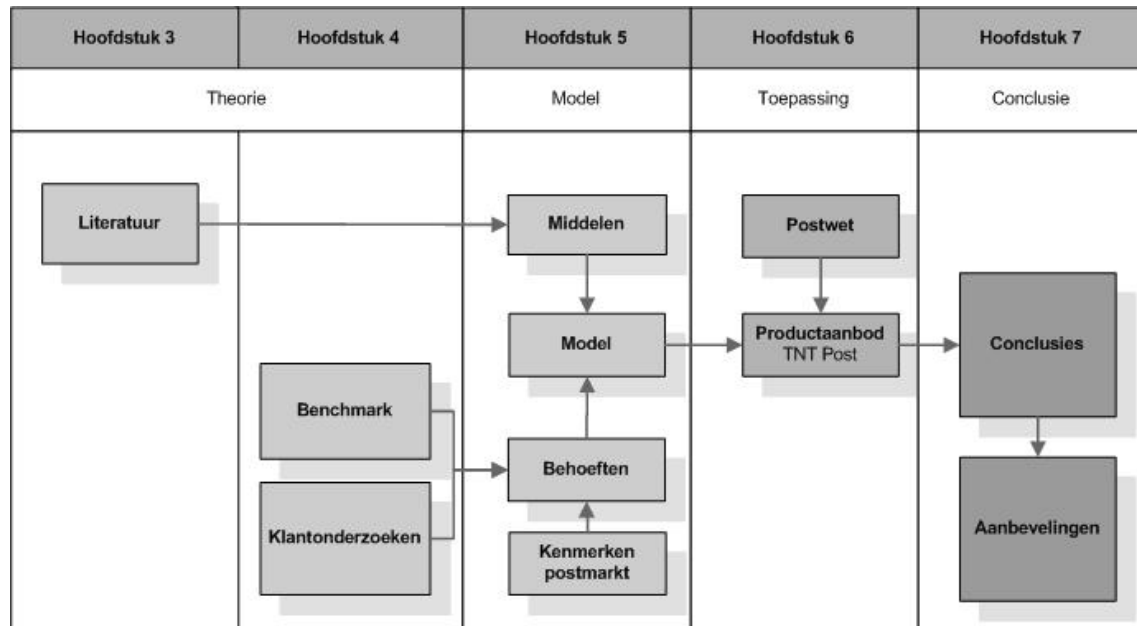 Hoofdstuk 3
Hoofdstuk 4
Hoofdstuk 5
Hoofdstuk 6
Hoofdstuk 7
Theorie
Model
Toepassing
Conclusie
Literatuur
Middelen
Postwet
Model
Productaanbod
TNT Post
Conclusies
Benchmark
Behoeften
Klantonderzoeken
Kenmerken
postmarkt
Aanbevelingen